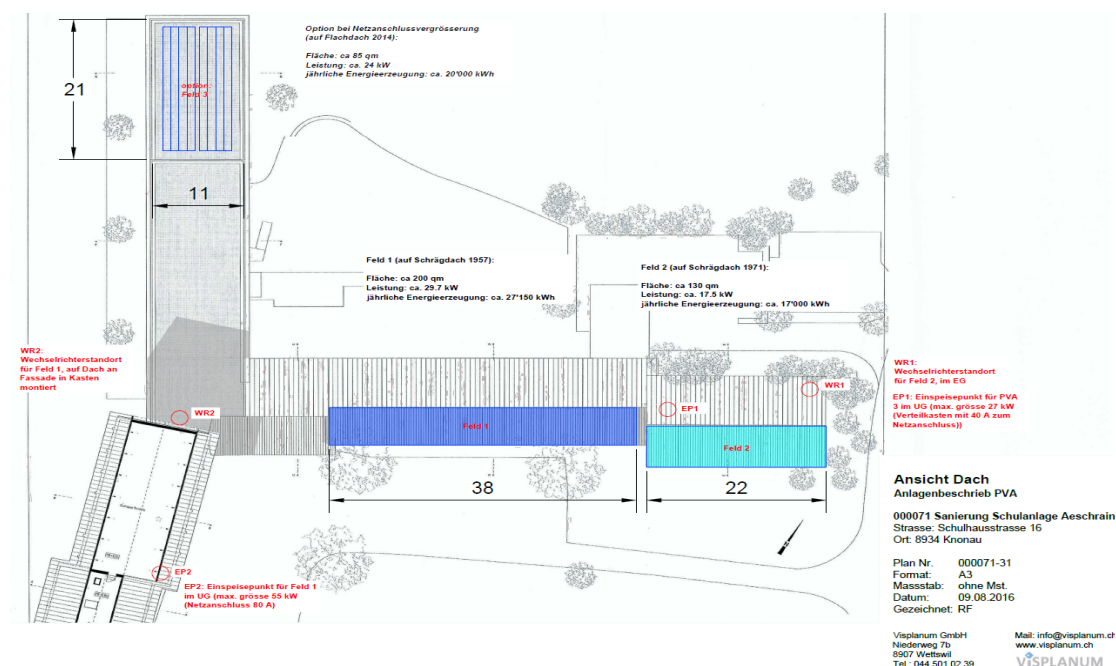 Option bei Netzanschlussvergrösserung
(auf Flachdach 2014):
Fläche: ca 85 qm
Leistung: ca. 24 kW
jährliche Energieerzeugung: ca. 20'000 kWh
21
option:
Feld 3
11
Feld 1 (auf Schrägdach 1957):
Fläche: ca 200 qm
Leistung: ca. 29.7 kW
jährliche Energieerzeugung: ca. 27'150 kWh
Feld 2 (auf Schrägdach 1971):
Fläche: ca 130 qm
Leistung: ca. 17.5 kW
jährliche Energieerzeugung: ca. 17'000 kWh
WR2:
Wechselrichterstandort
für Feld 1, auf Dach an
Fassade in Kasten
montiert
WR2
Feld 1
EP1
WR1
Feld 2
WR1:
Wechselrichterstandort
für Feld 2, im EG
EP1: Einspeisepunkt für PVA
3 im UG (max. grösse 27 kW
(Verteilkasten mit 40 A zum
Netzanschluss))
38
22
EP2
EP2: Einspeisepunkt für Feld 1
im UG (max. grösse 55 kW
(Netzanschluss 80 A)
Ansicht Dach
Anlagenbeschrieb PVA
000071 Sanierung Schulanlage Aeschrain
Strasse: Schulhausstrasse 16
Ort: 8934 Knonau
Plan Nr. 000071-31
Format: A3
Massstab: ohne Mst.
Datum: 09.08.2016
Gezeichnet: RF
Visplanum GmbH Mail: info@visplanum.ch
Niederweg 7b www.visplanum.ch
8907 Wettswil
Tel.: 044 501 02 39 VISPLANUM